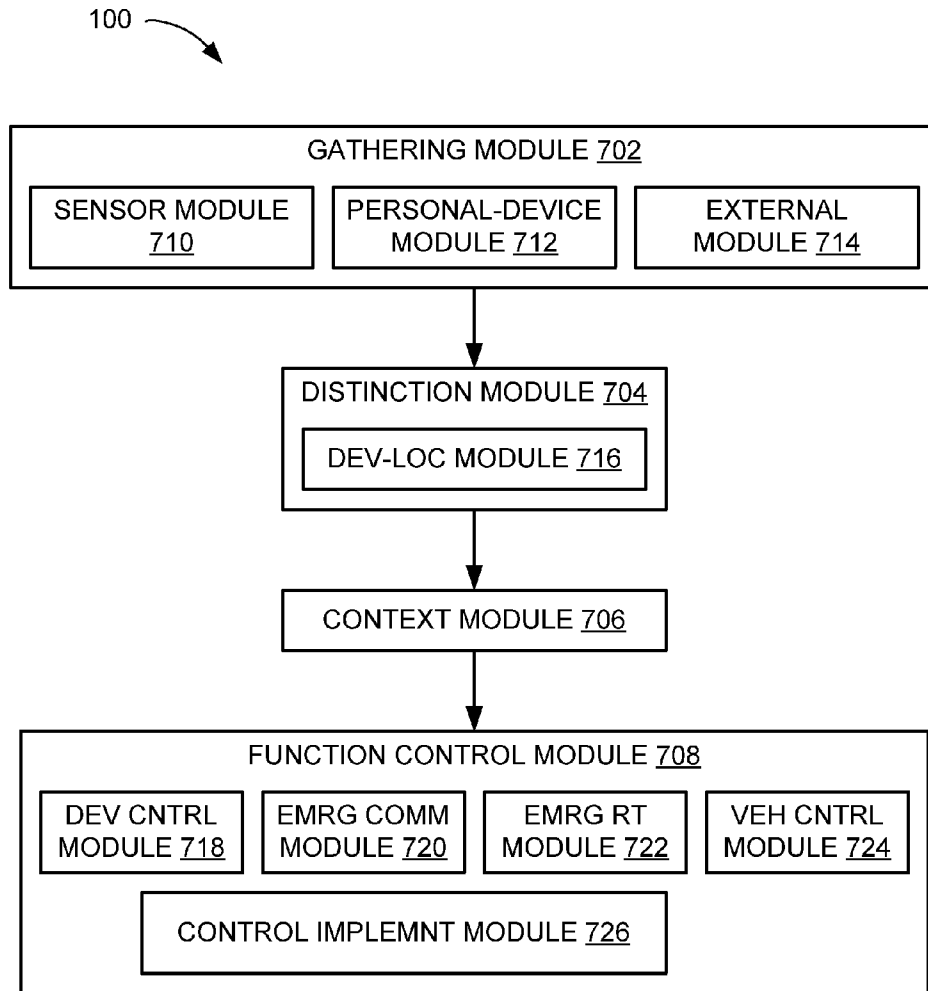 100
GATHERING MODULE 702
SENSOR MODULE 710
PERSONAL-DEVICE MODULE 712
EXTERNAL MODULE 714
DISTINCTION MODULE 704
DEV-LOC MODULE 716
CONTEXT MODULE 706
FUNCTION CONTROL MODULE 708
DEV CNTRL MODULE 718
EMRG COMM MODULE 720
EMRG RT MODULE 722
VEH CNTRL MODULE 724
CONTROL IMPLEMNT MODULE 726